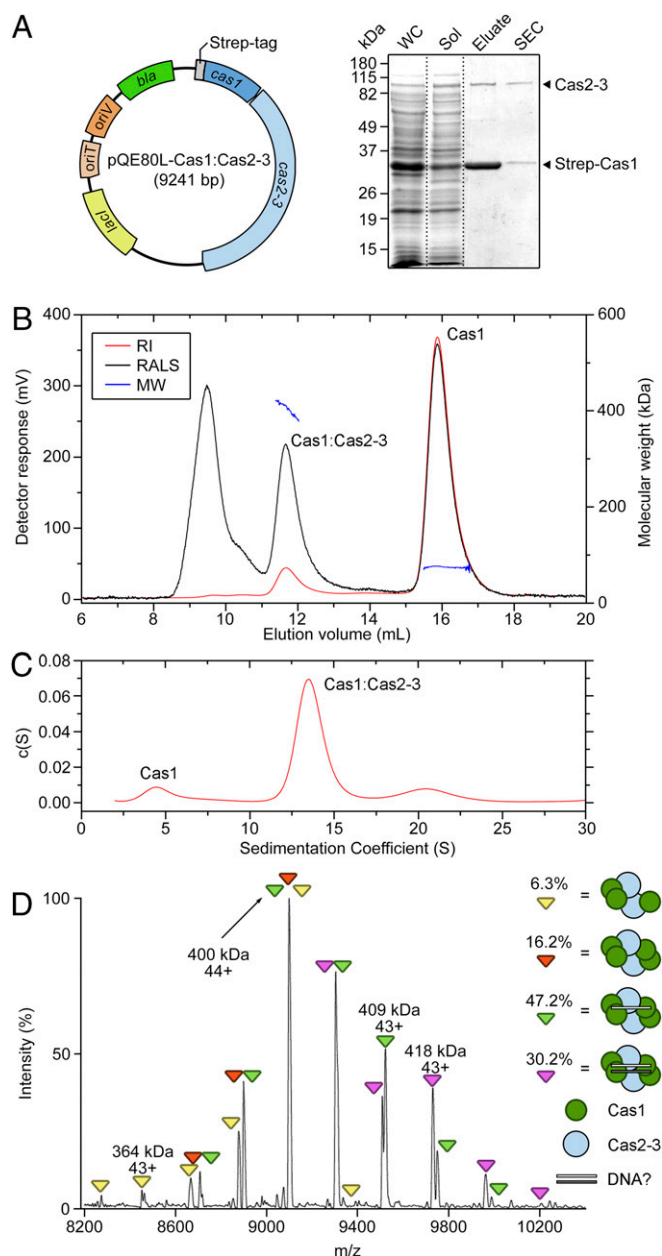 A
Strep-tag
cas1
bla
oriV
oriT
lacI
cas2-3
pQE80L-Cas1:Cas2-3
(9241 bp)
kDa
WC
Sol
Eluate
SEC
180
115
82
49
37
26
19
15
Cas2-3
Strep-Cas1
B
RI
RALS
MW
Cas1
Cas1:Cas2-3
Detector response (mV)
400
300
200
100
0
Molecular weight (kDa)
600
400
200
0
6 8 10 12 14 16 18 20
Elution volume (mL)
C
Cas1:Cas2-3
Cas1
c(S)
0.08
0.06
0.04
0.02
0.00
0 5 10 15 20 25 30
Sedimentation Coefficient (S)
D
Intensity (%)
100
50
0
400 kDa
44+
409 kDa
43+
418 kDa
43+
364 kDa
43+
8200 8600 9000 9400 9800 10200
m/z
6.3%
=
16.2%
=
47.2%
=
30.2%
=
Cas1
Cas2-3
DNA?